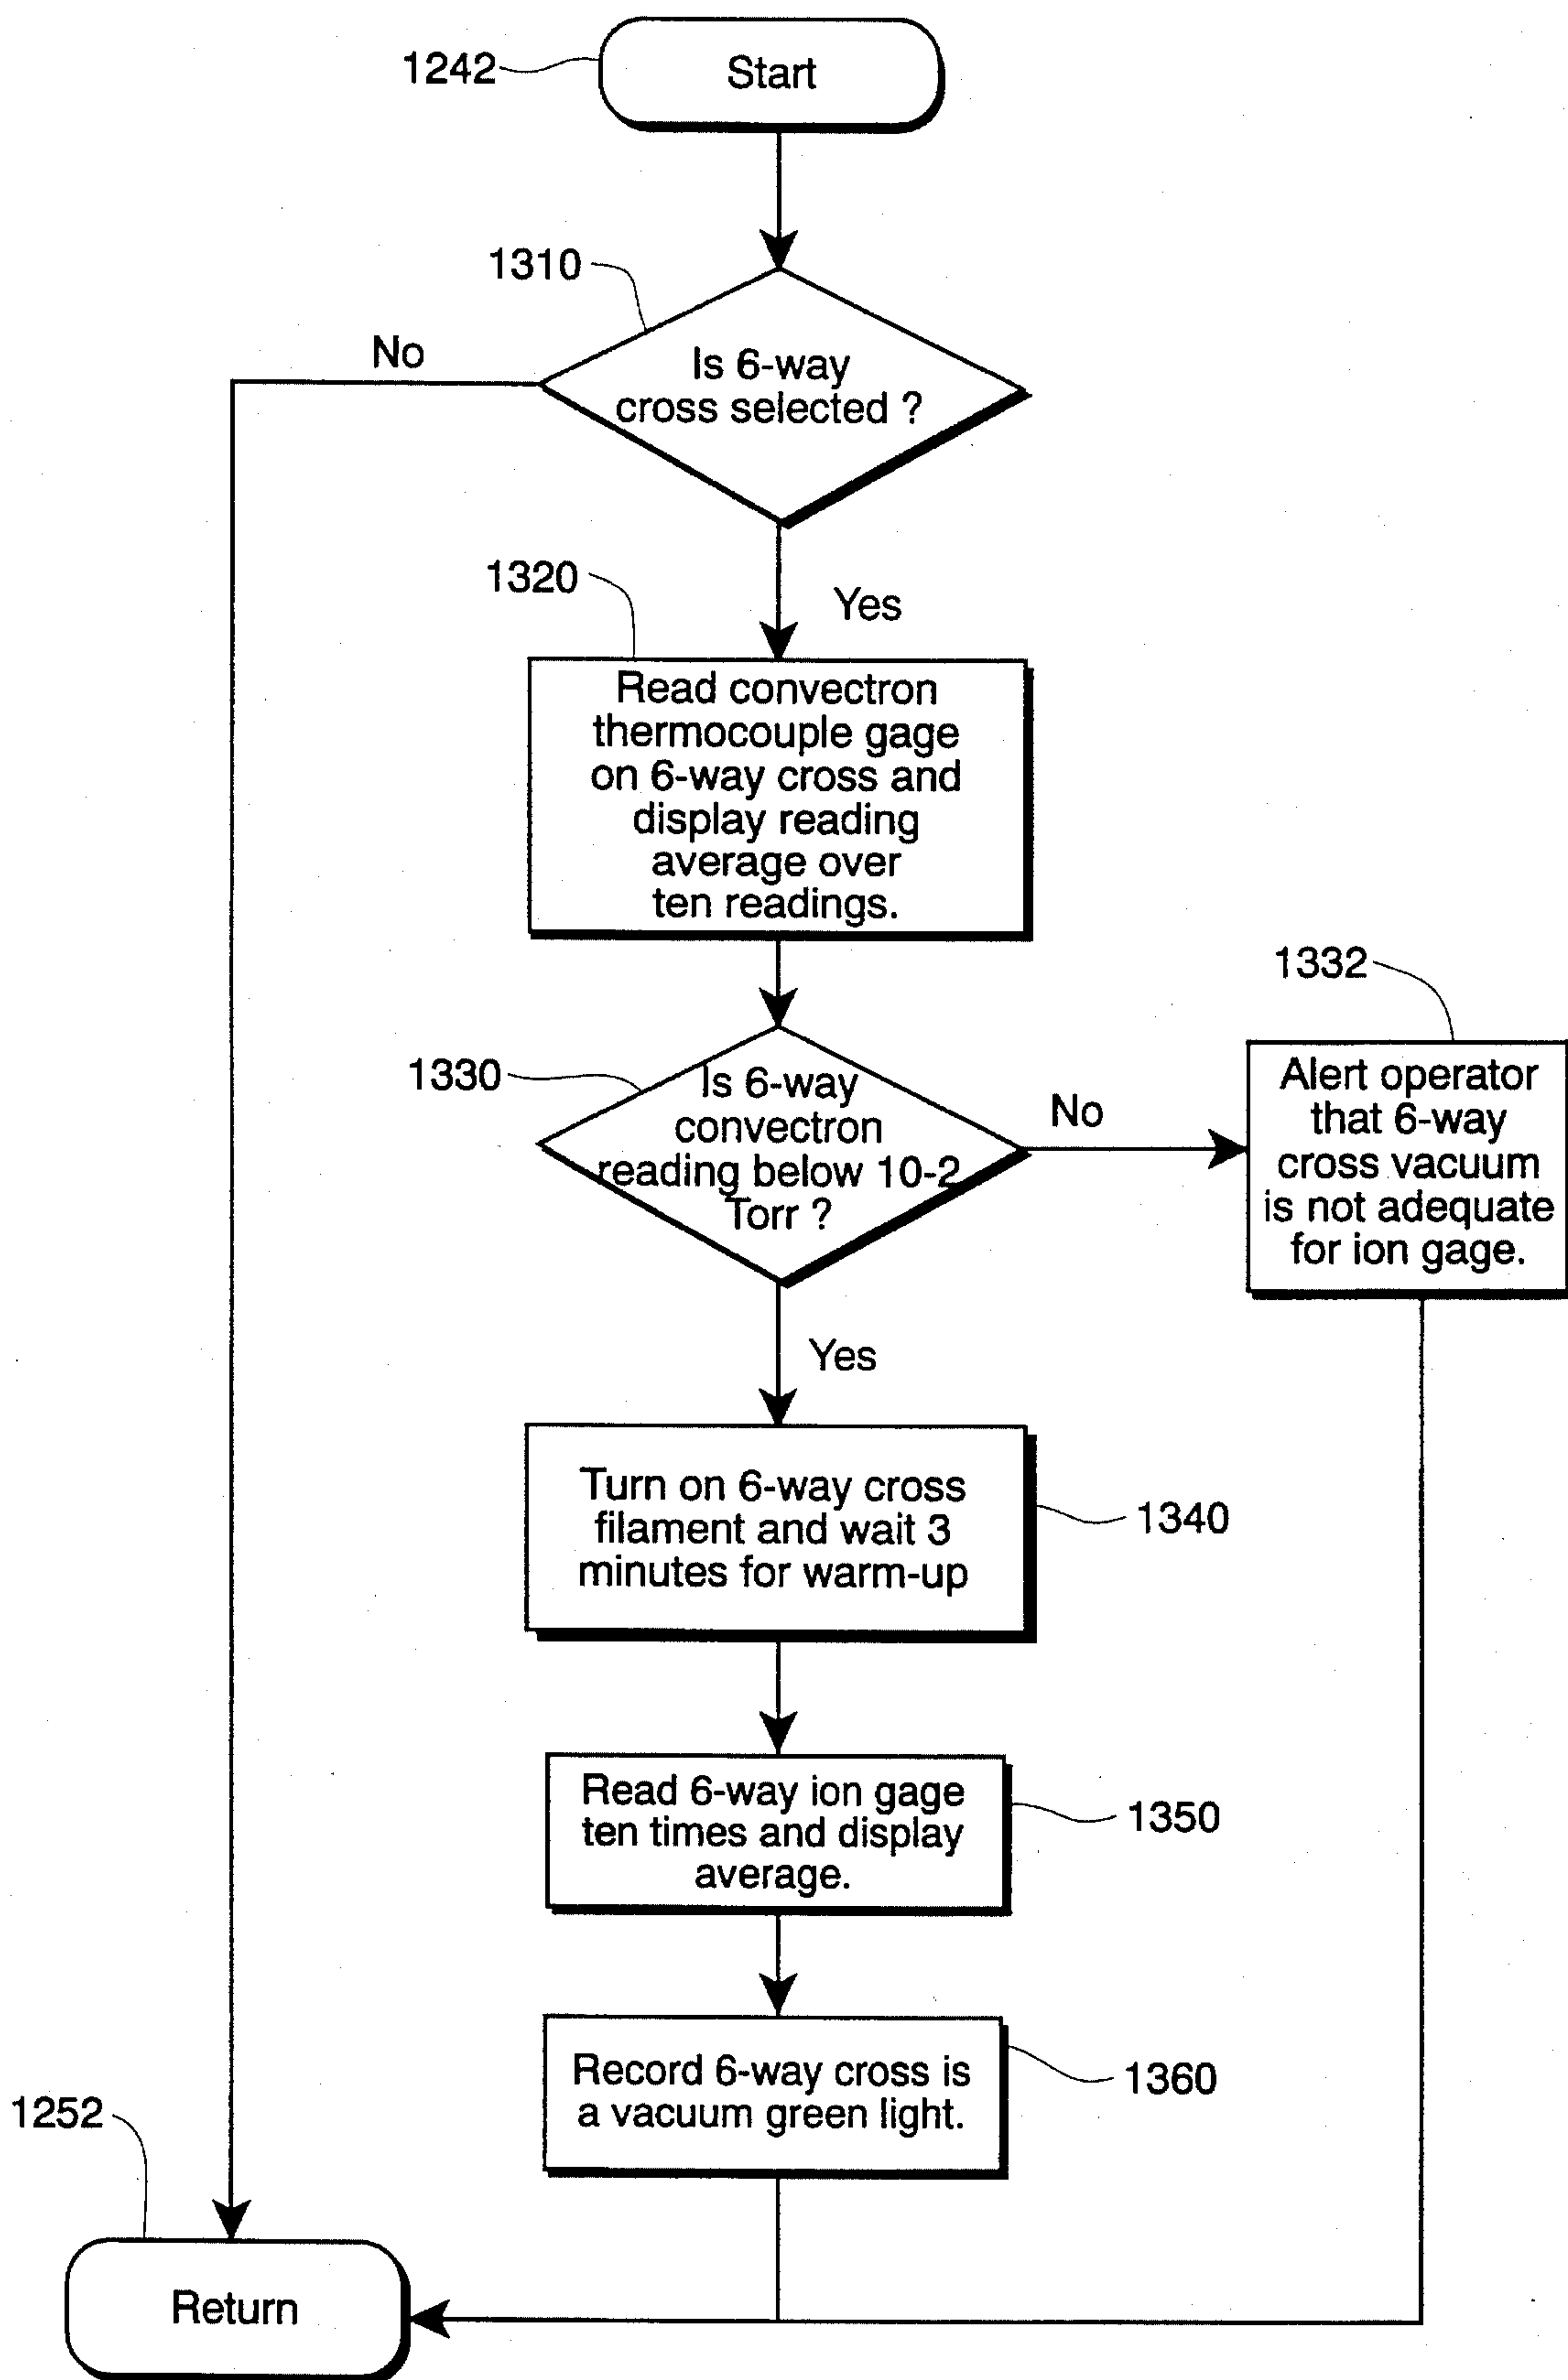 1242
Start
1310
No
Is 6-way
cross selected ?
1320
Yes
Read convectron
thermocouple gage
on 6-way cross and
display reading
average over
ten readings.
1332
1330
Is 6-way
convectron
reading below 10-2
Torr ?
No
Alert operator
that 6-way
cross vacuum
is not adequate
for ion gage.
Yes
Turn on 6-way cross
filament and wait 3
minutes for warm-up
1340
Read 6-way ion gage
ten times and display
average.
1350
Record 6-way cross is
a vacuum green light.
1360
1252
Return